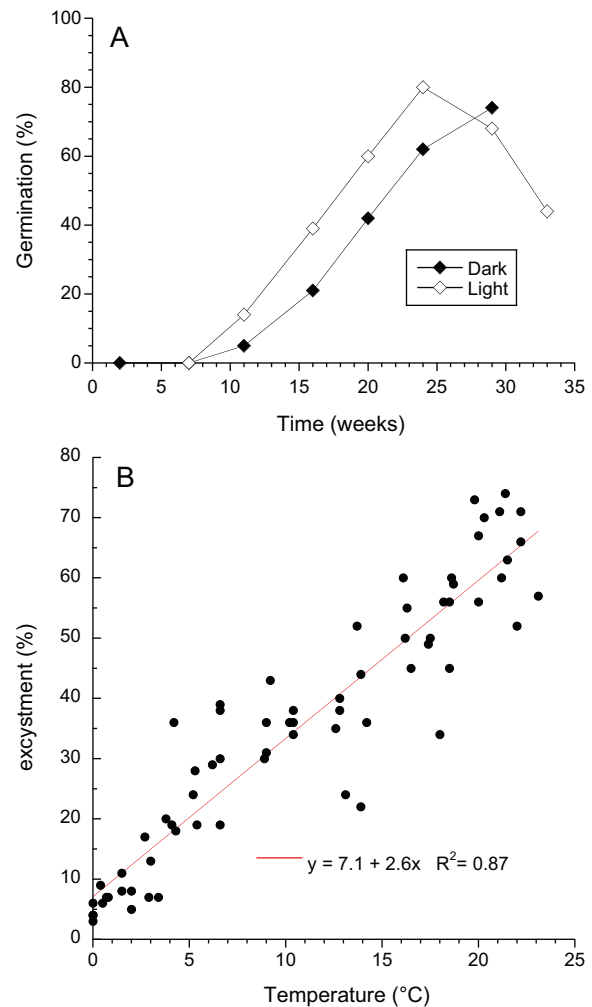 A
Germination (%)
100
80
60
40
20
0
Dark
Light
0 5 10 15 20 25 30 35
Time (weeks)
B
excystment (%)
80
70
60
50
40
30
20
10
0
y = 7.1 + 2.6x R²= 0.87
0 5 10 15 20 25
Temperature (°C)